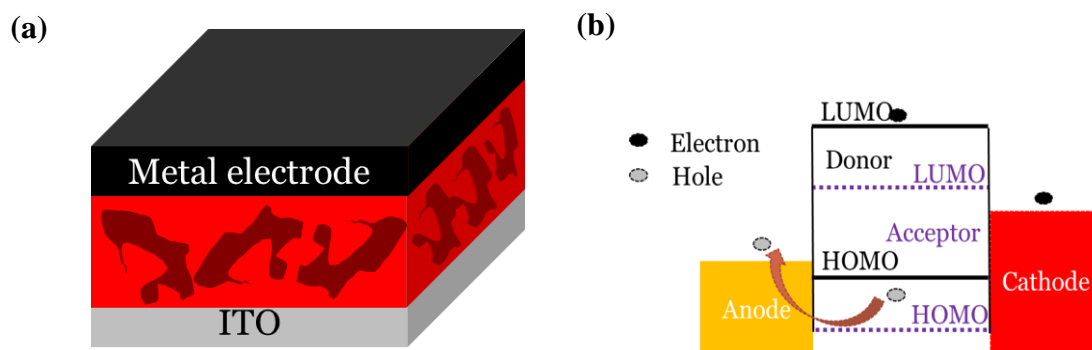 (a)
Metal electrode
ITO
(b)
Electron
Hole
LUMO
Donor
LUMO
Acceptor
HOMO
Anode
HOMO
Cathode